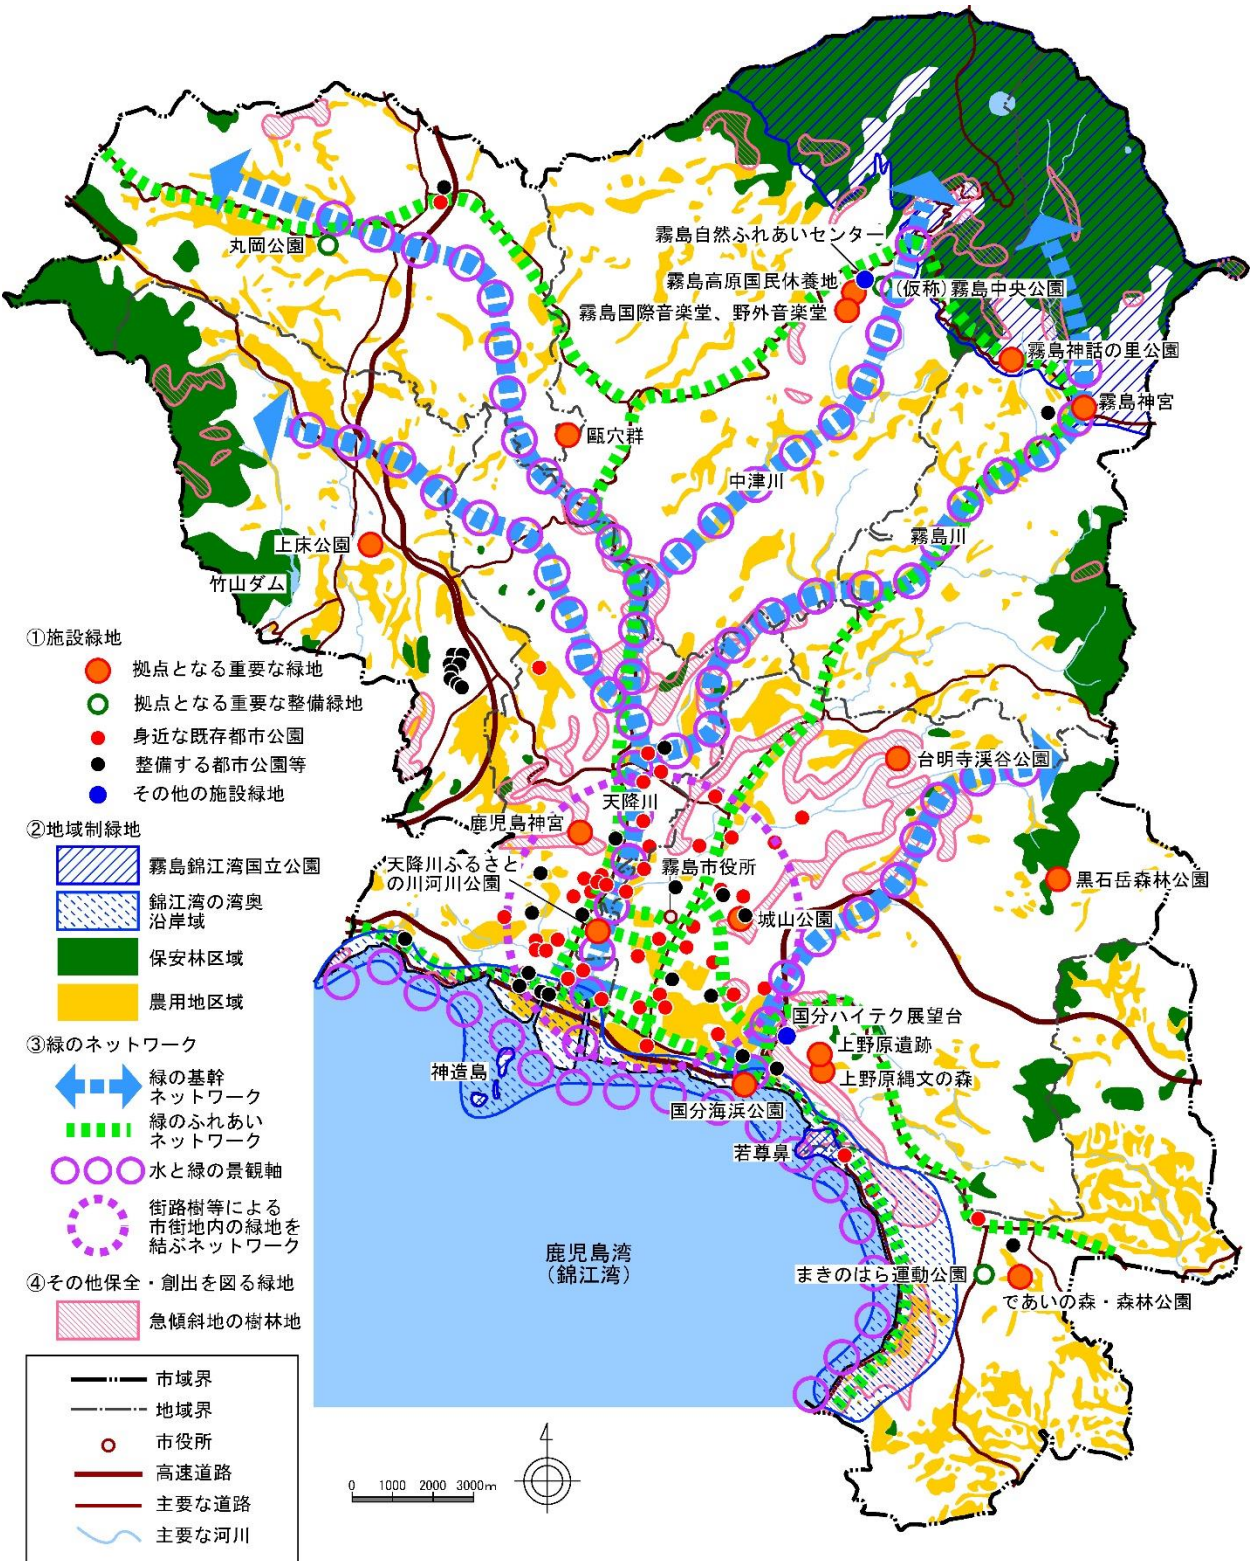 霧島自然ふれあいセンター
丸岡公園
霧島高原国民休養地
(仮称)霧島中央公園
霧島国際音楽堂、野外音楽堂
霧島神話の里公園
霧島神宮
甌穴群
中津川
霧島川
上床公園
竹山ダム
台明寺渓谷公園
天降川
鹿児島神宮
天降川ふるさと
の川河川公園
霧島市役所
黒石岳森林公園
城山公園
国分ハイテク展望台
上野原遺跡
上野原縄文の森
神造島
国分海浜公園
若尊鼻
鹿児島湾
(錦江湾)
まきのはら運動公園
であいの森・森林公園
①施設緑地
拠点となる重要な緑地
拠点となる重要な整備緑地
身近な既存都市公園
整備する都市公園等
その他の施設緑地
②地域制緑地
霧島錦江湾国立公園
錦江湾の湾奥
沿岸域
保安林区域
農用地区域
③緑のネットワーク
緑の基幹
ネットワーク
緑のふれあい
ネットワーク
水と緑の景観軸
街路樹等による
市街地内の緑地を
結ぶネットワーク
④その他保全・創出を図る緑地
急傾斜地の樹林地
市域界
地域界
市役所
高速道路
主要な道路
主要な河川
0 1000 2000 3000m